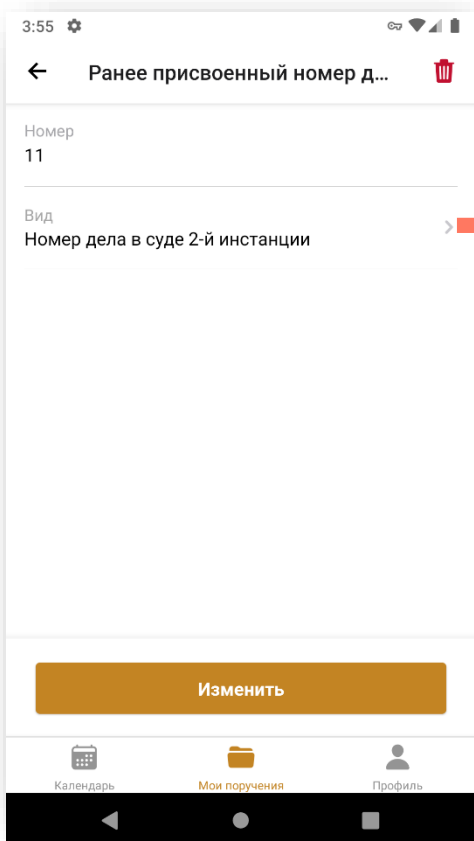 3:55
Ранее присвоенный номер д...
Номер
11
Вид
Номер дела в суде 2-й инстанции
Изменить
Календарь
Мои поручения
Профиль